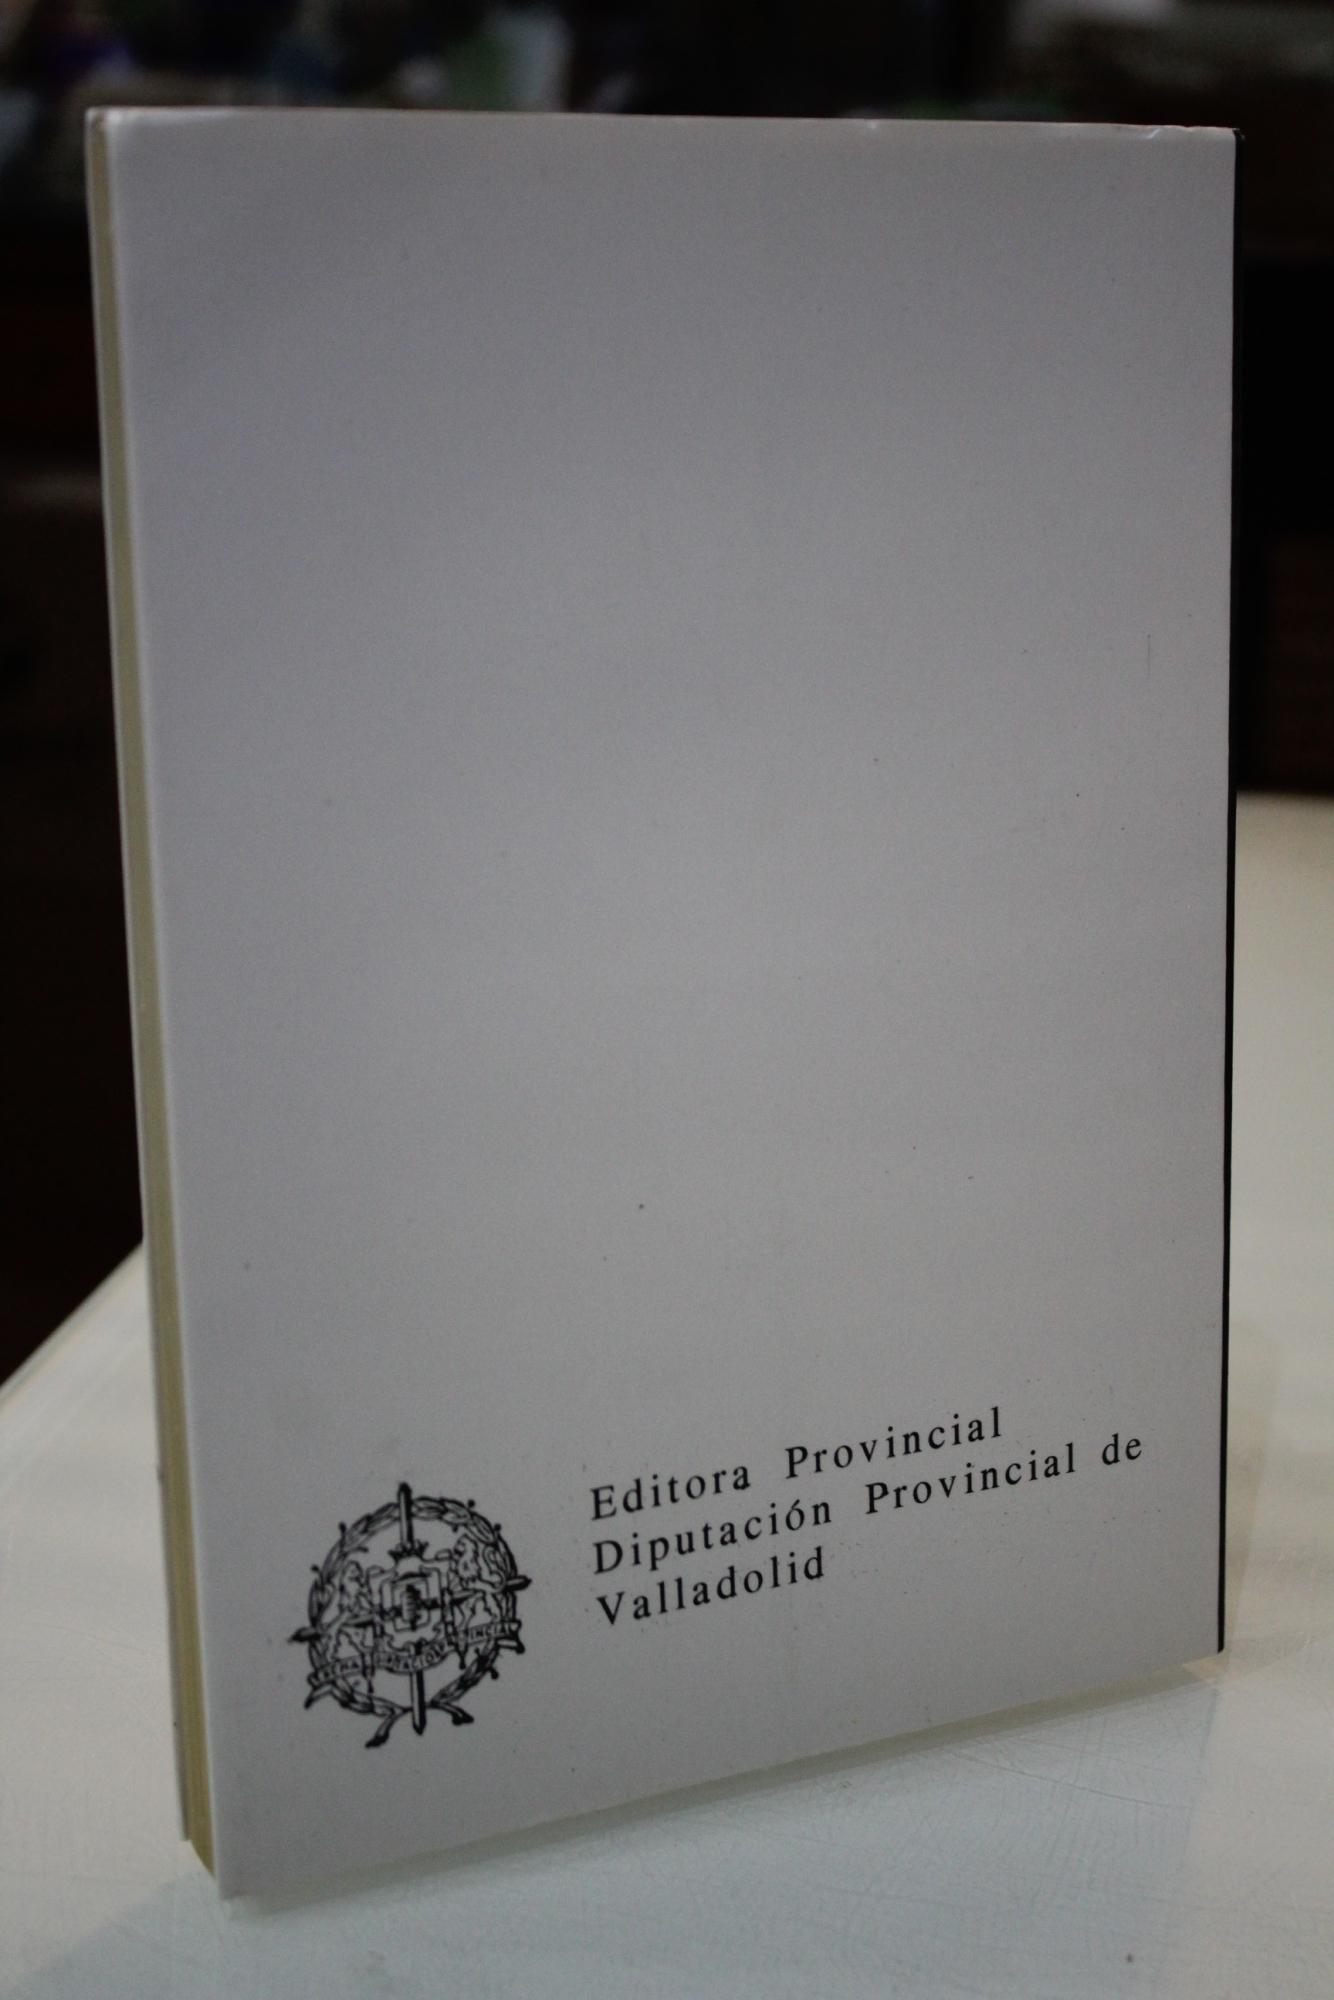 Editora Provincial
Diputación Provincial de
Valladolid